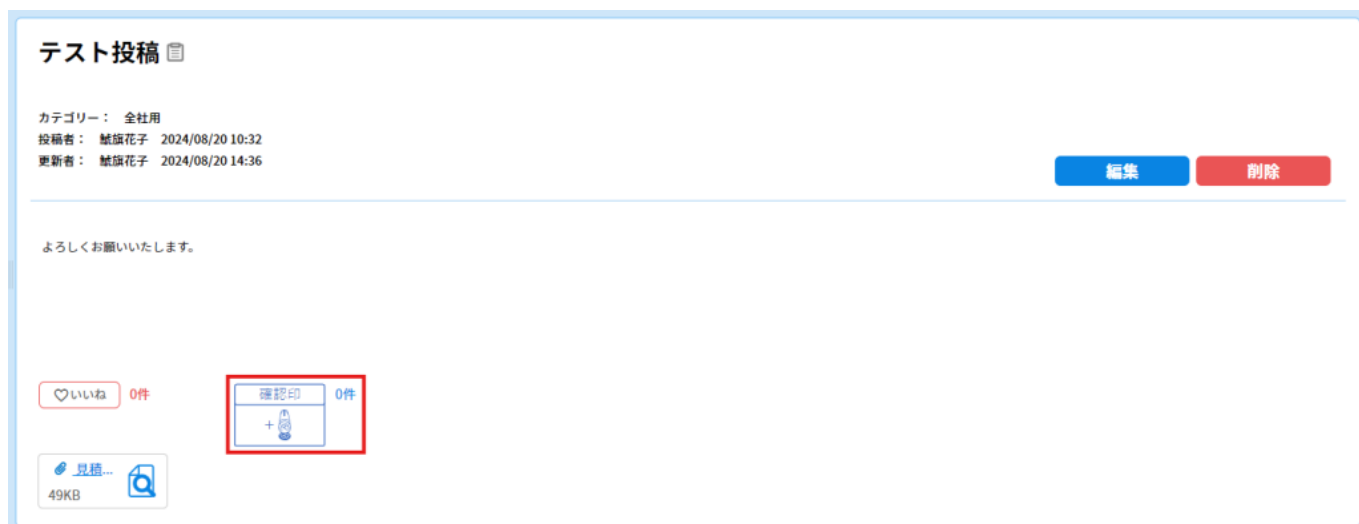 テスト投稿
カテゴリー： 全社用
投稿者： 鯱旗花子 2024/08/20 10:32
更新者： 鯱旗花子 2024/08/20 14:36
編集 削除
よろしくお願いいたします。
いいね 0件
確認印 0件
+
見積...
49KB